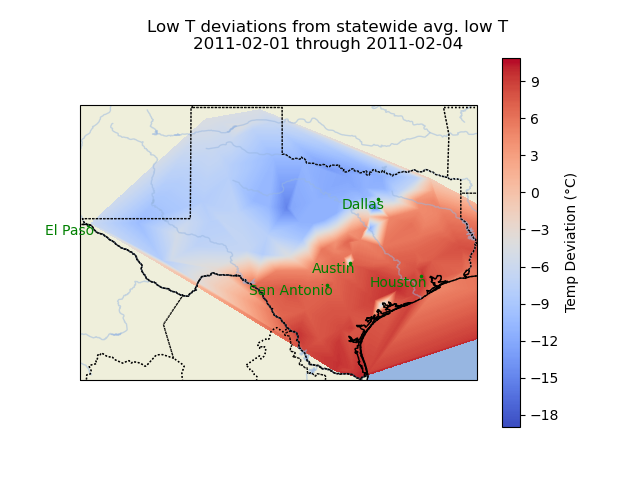 Low T deviations from statewide avg. low T
2011-02-01 through 2011-02-04
El Paso
Dallas
Austin
San Antonio
Houston
9
6
3
0
−3
−6
−9
−12
−15
−18
Temp Deviation (°C)